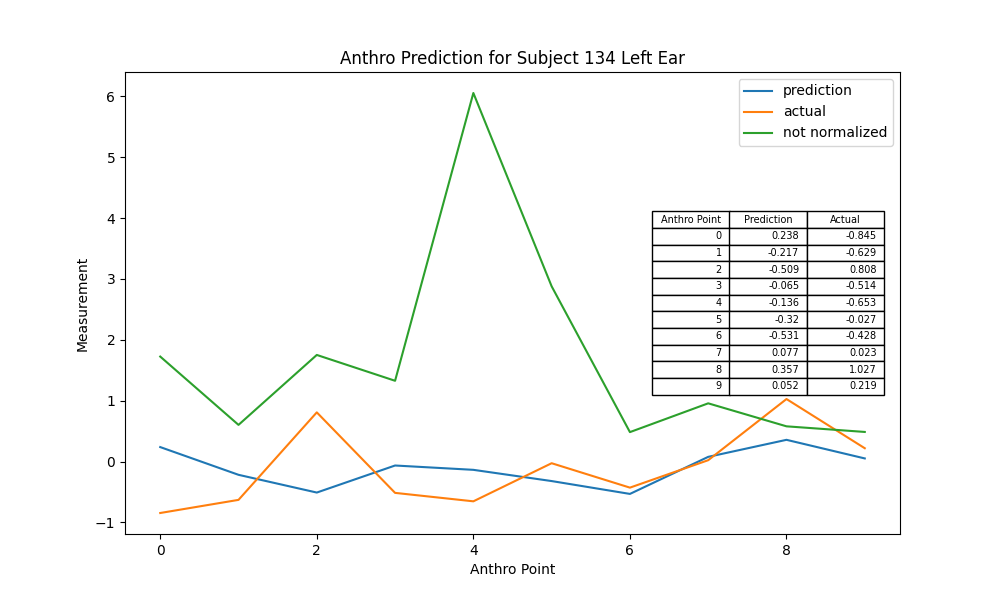 Anthro Prediction for Subject 134 Left Ear
prediction
actual
not normalized
6
5
4
3
2
1
0
−1
Measurement
Anthro Point Prediction Actual
0 0.238 -0.845
1 -0.217 -0.629
2 -0.509 0.808
3 -0.065 -0.514
4 -0.136 -0.653
5 -0.32 -0.027
6 -0.531 -0.428
7 0.077 0.023
8 0.357 1.027
9 0.052 0.219
0 2 4 6 8
Anthro Point